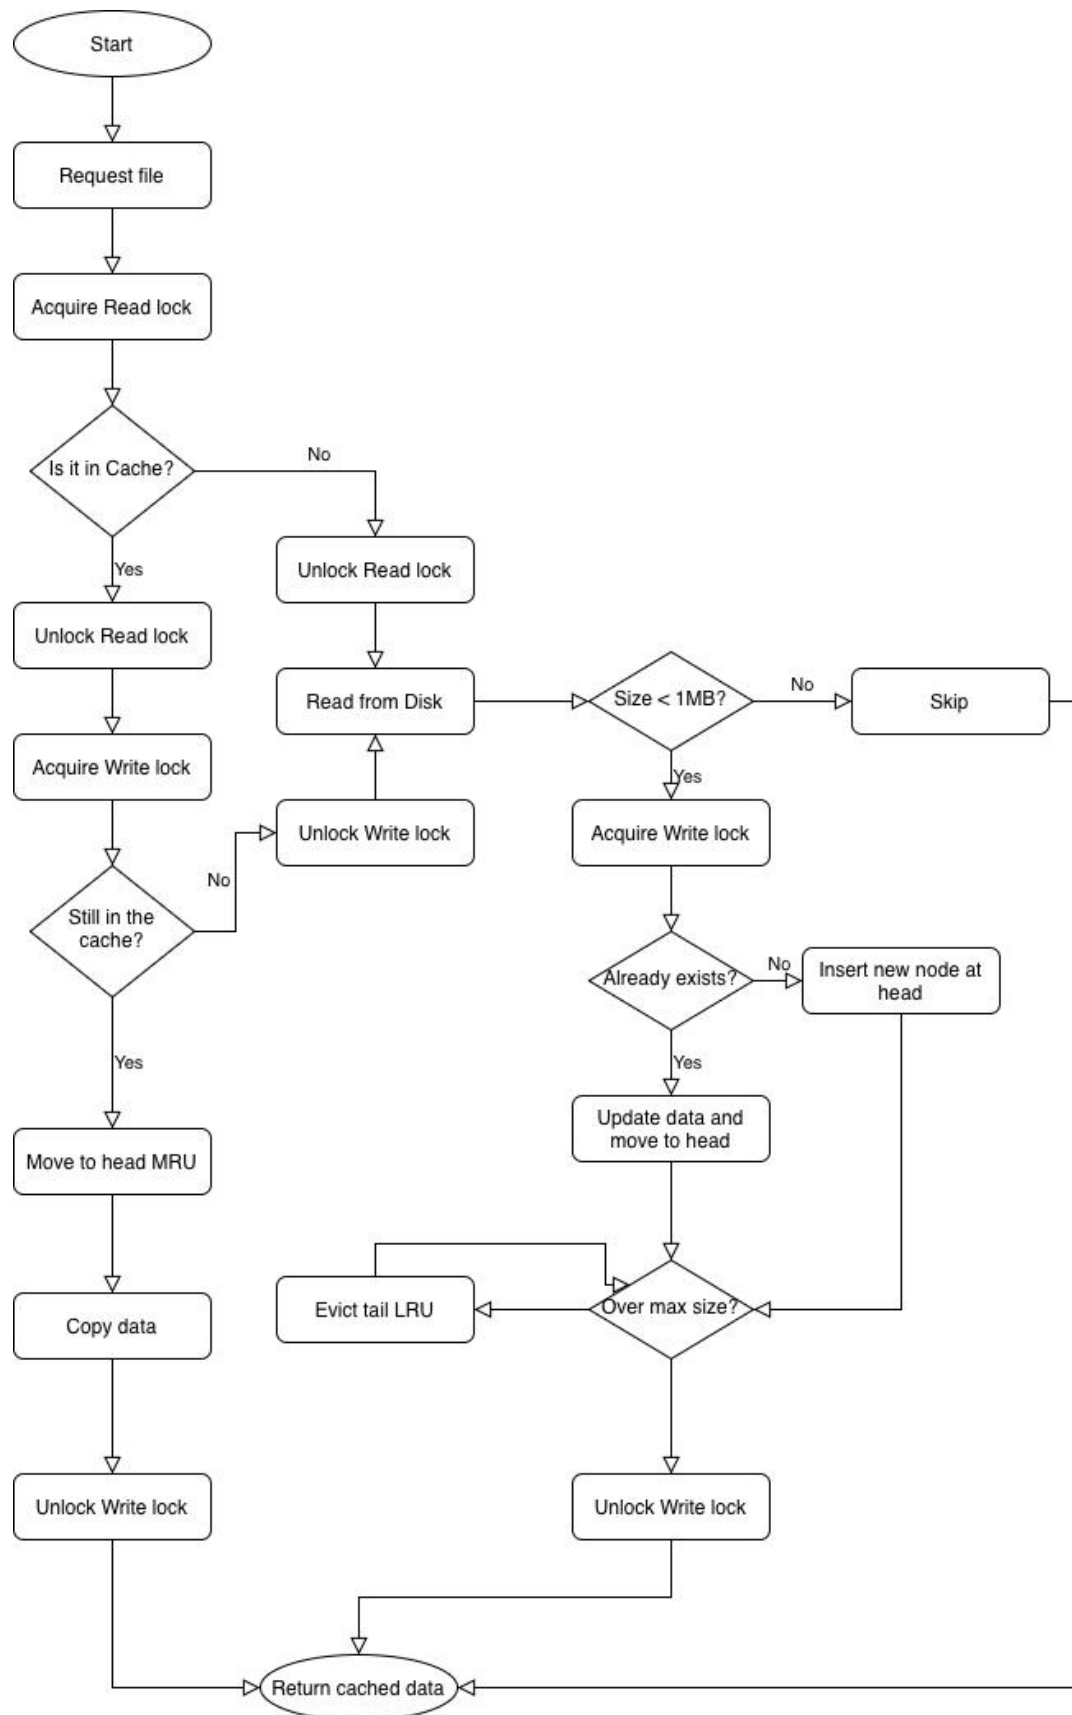 Start
Request file
Acquire Read lock
Is it in Cache?
No
Yes
Unlock Read lock
Unlock Read lock
Acquire Write lock
Read from Disk
Size < 1MB?
No
Skip
Yes
Unlock Write lock
Acquire Write lock
No
Still in the
cache?
Already exists?
No
Insert new node at
head
Yes
Yes
Update data and
move to head
Move to head MRU
Copy data
Evict tail LRU
Over max size?
Unlock Write lock
Unlock Write lock
Return cached data